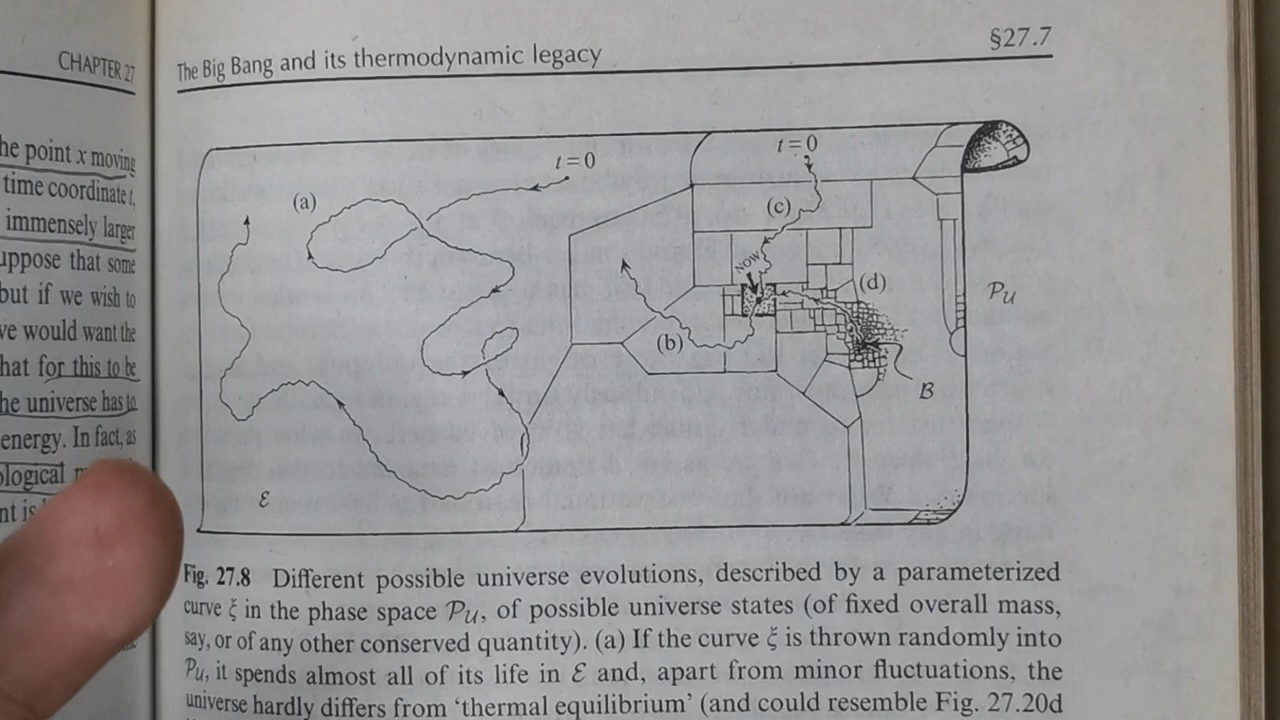 CHAPTER 27
he point x moving
time coordinate t,
immensely larger
uppose that some
but if we wish to
ve would want the
hat for this to be
he universe has to
energy. In fact, as
ological
nt is
The Big Bang and its thermodynamic legacy
§27.7
t=0
t=0
(a)
(c)
NOW
(d)
𝒫U
(b)
B
ℰ
Fig. 27.8 Different possible universe evolutions, described by a parameterized
curve ξ in the phase space 𝒫U, of possible universe states (of fixed overall mass,
say, or of any other conserved quantity). (a) If the curve ξ is thrown randomly into
𝒫U, it spends almost all of its life in ℰ and, apart from minor fluctuations, the
universe hardly differs from ‘thermal equilibrium’ (and could resemble Fig. 27.20d